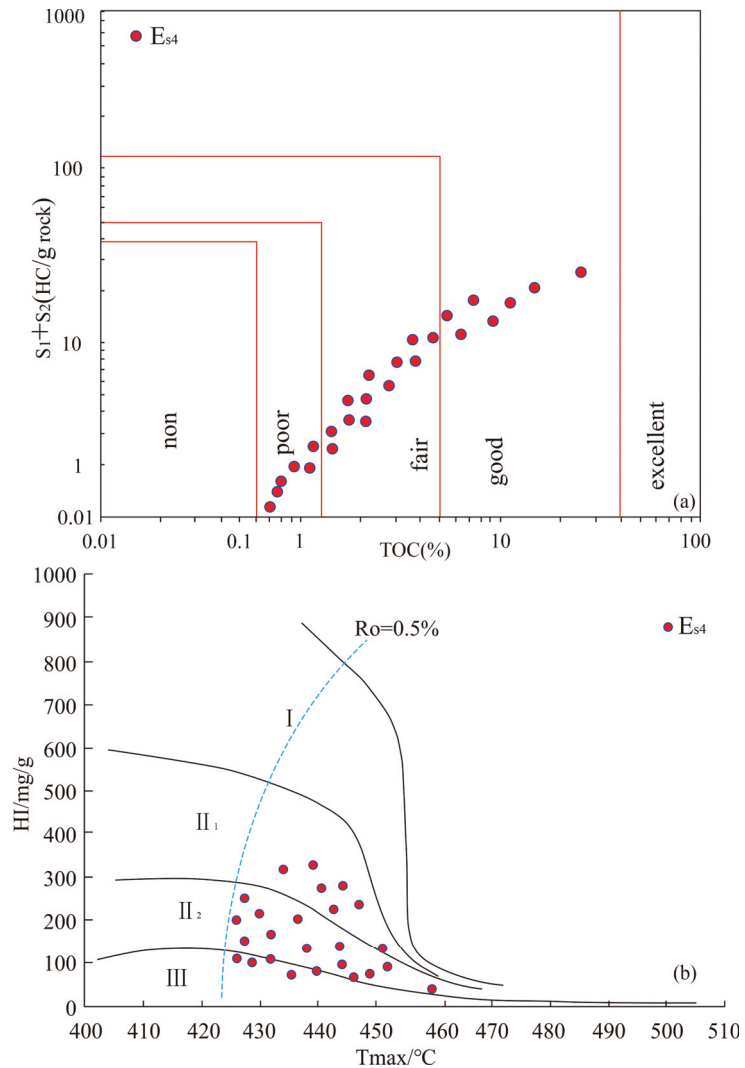 1000
Es4
100
10
1
0.01
S1+S2(HC/g rock)
non
poor
fair
good
excellent
(a)
0.01
0.1
1
10
100
TOC(%)
1000
900
800
700
600
500
400
300
200
100
0
HI/mg/g
Ro=0.5%
Es4
I
II1
II2
III
(b)
400
410
420
430
440
450
460
470
480
490
500
510
Tmax/℃